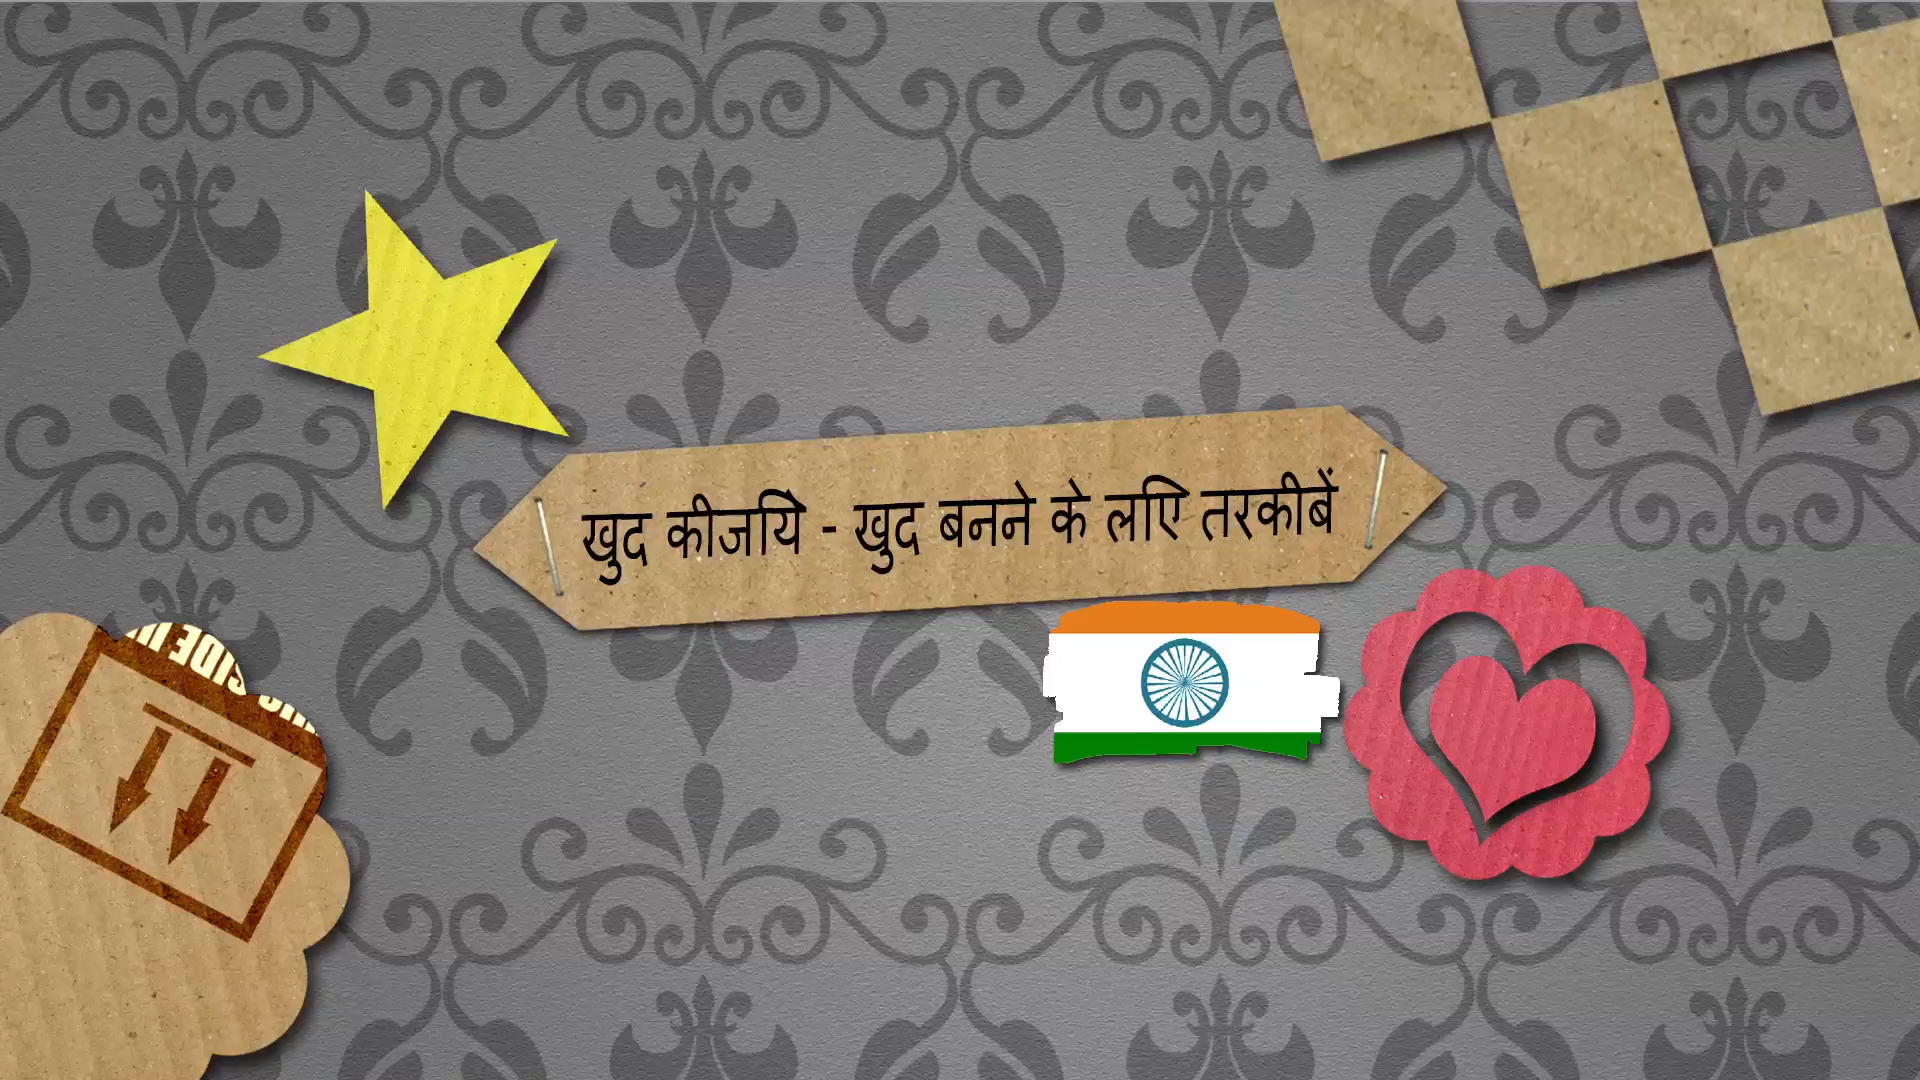 खुद कीजिये - खुद बनने के लिए तरकीबें